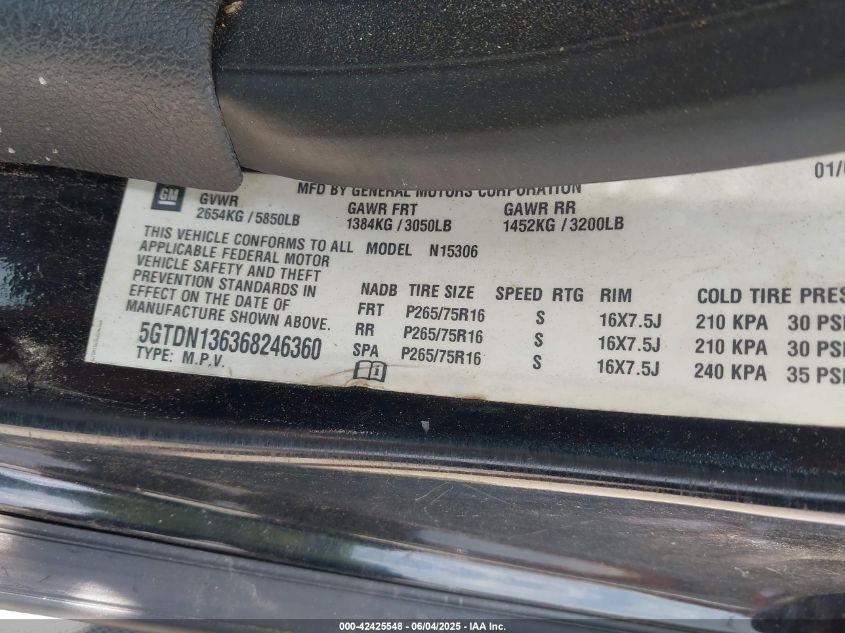 GM
MFD BY GENERAL MOTORS CORPORATION
01/
GVWR GAWR FRT GAWR RR
2654KG / 5850LB 1384KG / 3050LB 1452KG / 3200LB
THIS VEHICLE CONFORMS TO ALL MODEL N15306
APPLICABLE FEDERAL MOTOR
VEHICLE SAFETY AND THEFT
PREVENTION STANDARDS IN
EFFECT ON THE DATE OF
MANUFACTURE SHOWN ABOVE.
5GTDN136368246360
TYPE: M.P.V.
NADB TIRE SIZE SPEED RTG RIM COLD TIRE PRES
FRT P265/75R16 S 16X7.5J 210 KPA 30 PSI
RR P265/75R16 S 16X7.5J 210 KPA 30 PSI
SPA P265/75R16 S 16X7.5J 240 KPA 35 PSI
000-42425548 - 06/04/2025 - IAA Inc.